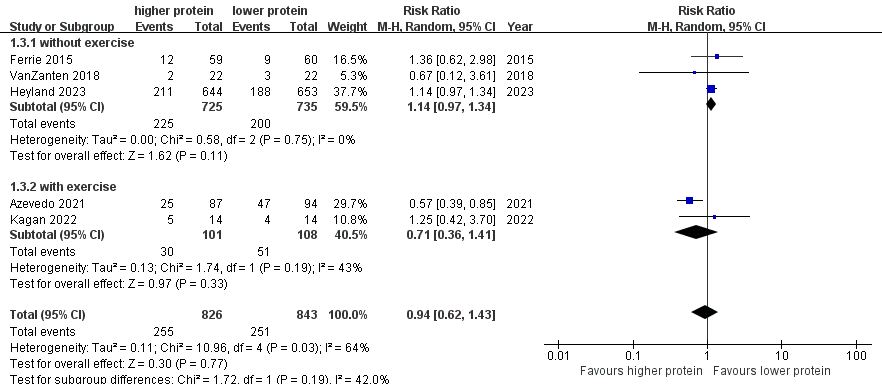 higher protein lower protein Risk Ratio Risk Ratio
Study or Subgroup Events Total Events Total Weight M-H, Random, 95% CI Year M-H, Random, 95% CI
1.3.1 without exercise
Ferrie 2015 12 59 9 60 16.5% 1.36 [0.62, 2.98] 2015
VanZanten 2018 2 22 3 22 5.3% 0.67 [0.12, 3.61] 2018
Heyland 2023 211 644 188 653 37.7% 1.14 [0.97, 1.34] 2023
Subtotal (95% CI) 725 735 59.5% 1.14 [0.97, 1.34]
Total events 225 200
Heterogeneity: Tau² = 0.00; Chi² = 0.58, df = 2 (P = 0.75); I² = 0%
Test for overall effect: Z = 1.62 (P = 0.11)
1.3.2 with exercise
Azevedo 2021 25 87 47 94 29.7% 0.57 [0.39, 0.85] 2021
Kagan 2022 5 14 4 14 10.8% 1.25 [0.42, 3.70] 2022
Subtotal (95% CI) 101 108 40.5% 0.71 [0.36, 1.41]
Total events 30 51
Heterogeneity: Tau² = 0.13; Chi² = 1.74, df = 1 (P = 0.19); I² = 43%
Test for overall effect: Z = 0.97 (P = 0.33)
Total (95% CI) 826 843 100.0% 0.94 [0.62, 1.43]
Total events 255 251
Heterogeneity: Tau² = 0.11; Chi² = 10.96, df = 4 (P = 0.03); I² = 64%
Test for overall effect: Z = 0.30 (P = 0.77)
Test for subgroup differences: Chi² = 1.72, df = 1 (P = 0.19), I² = 42.0%
0.01 0.1 1 10 100
Favours higher protein Favours lower protein